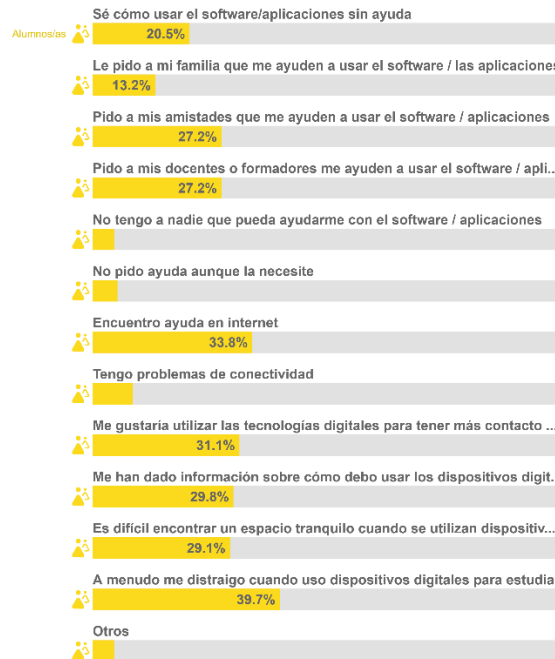 Sé cómo usar el software/aplicaciones sin ayuda
Alumnos/as
20.5%
Le pido a mi familia que me ayuden a usar el software / las aplicaciones
13.2%
Pido a mis amistades que me ayuden a usar el software / aplicaciones
27.2%
Pido a mis docentes o formadores me ayuden a usar el software / apli...
27.2%
No tengo a nadie que pueda ayudarme con el software / aplicaciones
No pido ayuda aunque la necesite
Encuentro ayuda en internet
33.8%
Tengo problemas de conectividad
Me gustaría utilizar las tecnologías digitales para tener más contacto ...
31.1%
Me han dado información sobre cómo debo usar los dispositivos digit.
29.8%
Es difícil encontrar un espacio tranquilo cuando se utilizan dispositiv...
29.1%
A menudo me distraigo cuando uso dispositivos digitales para estudia
39.7%
Otros